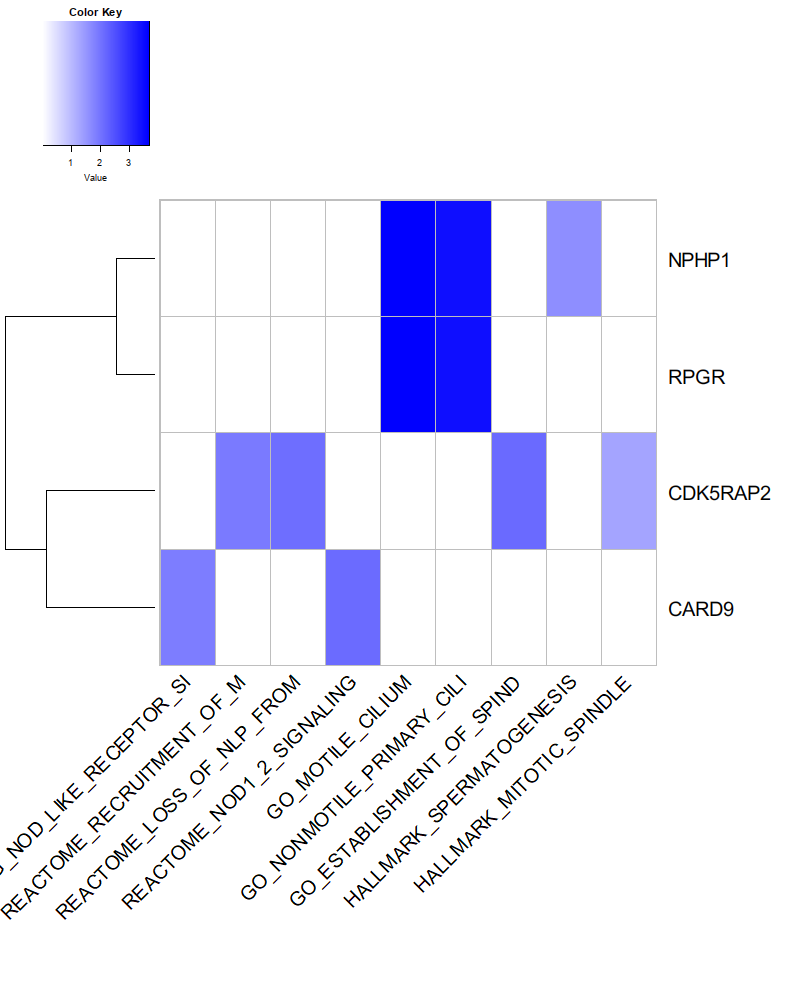 Color Key
1 2 3
Value
NPHP1
RPGR
CDK5RAP2
CARD9
_NOD_LIKE_RECEPTOR_SI
REACTOME_RECRUITMENT_OF_M
REACTOME_LOSS_OF_NLP_FROM
REACTOME_NOD1_2_SIGNALING
GO_MOTILE_CILIUM
GO_NONMOTILE_PRIMARY_CILI
GO_ESTABLISHMENT_OF_SPIND
HALLMARK_SPERMATOGENESIS
HALLMARK_MITOTIC_SPINDLE